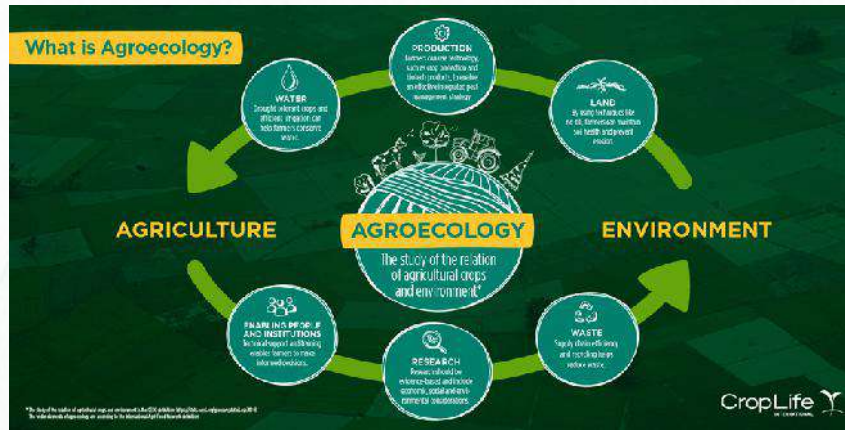 What is Agroecology?
PRODUCTION
Farmers can use technology,
such as crop protection and
biotech products, to enable
an effective integrated pest
management strategy
WATER
Drought tolerant crops and
efficient irrigation can
help farmers conserve
water.
LAND
By using techniques like
no till, farmers can maintain
soil health and prevent
erosion.
AGRICULTURE
AGROECOLOGY
ENVIRONMENT
The study of the relation
of agricultural crops
and environment*
ENABLING PEOPLE
AND INSTITUTIONS
Technical support and training
enables farmers to make
informed decisions.
RESEARCH
Research should be
evidence-based and include
economic, social and envi-
ronmental considerations.
WASTE
Supply chain efficiency
and recycling helps
reduce waste.
CropLife
INTERNATIONAL